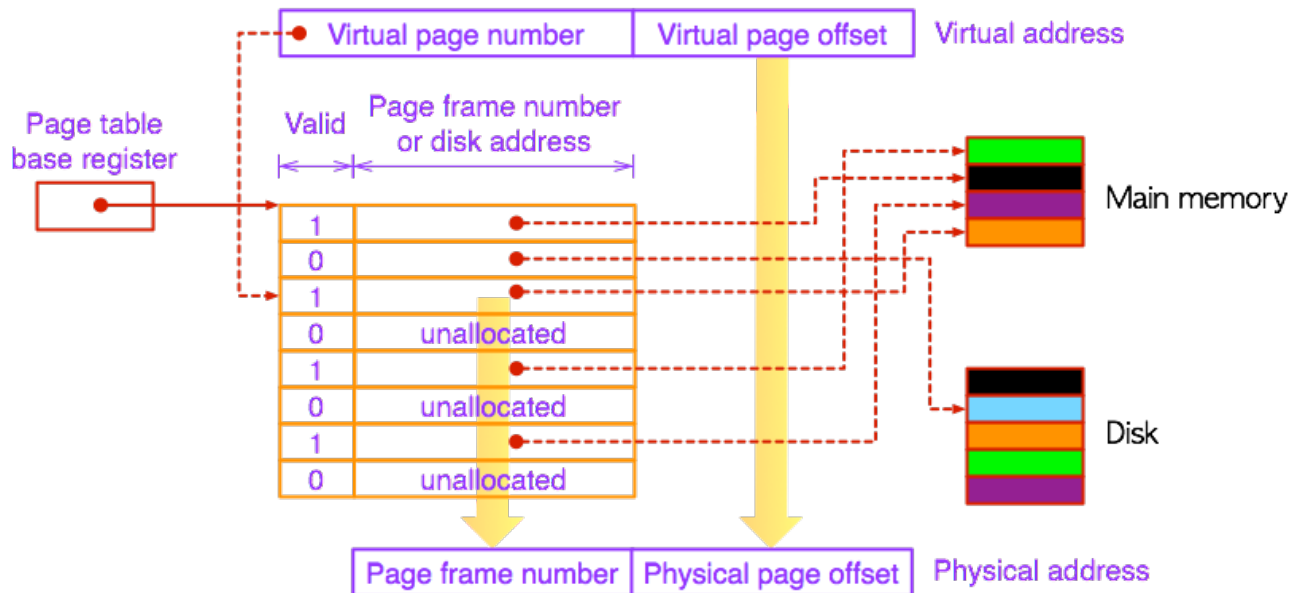 Virtual page number Virtual page offset Virtual address
Page frame number
Valid or disk address
Page table
base register
1
0
1
0 unallocated
1
0 unallocated
1
0 unallocated
Main memory
Disk
Page frame number Physical page offset Physical address